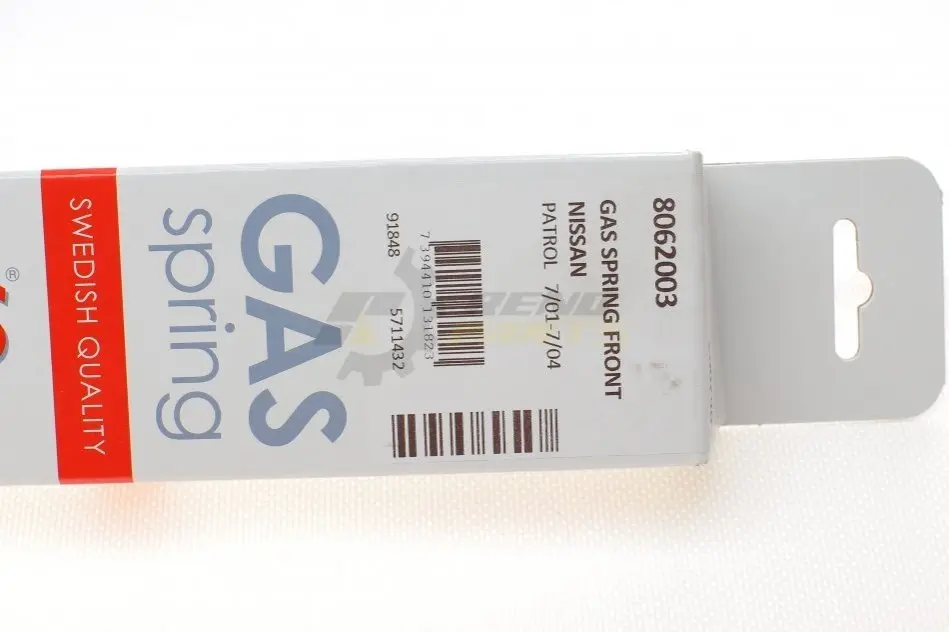 8062003
GAS SPRING FRONT
NISSAN
PATROL 7/01-7/04
7 394410 131823
91848 5711432
GAS
spring
SWEDISH QUALITY
®